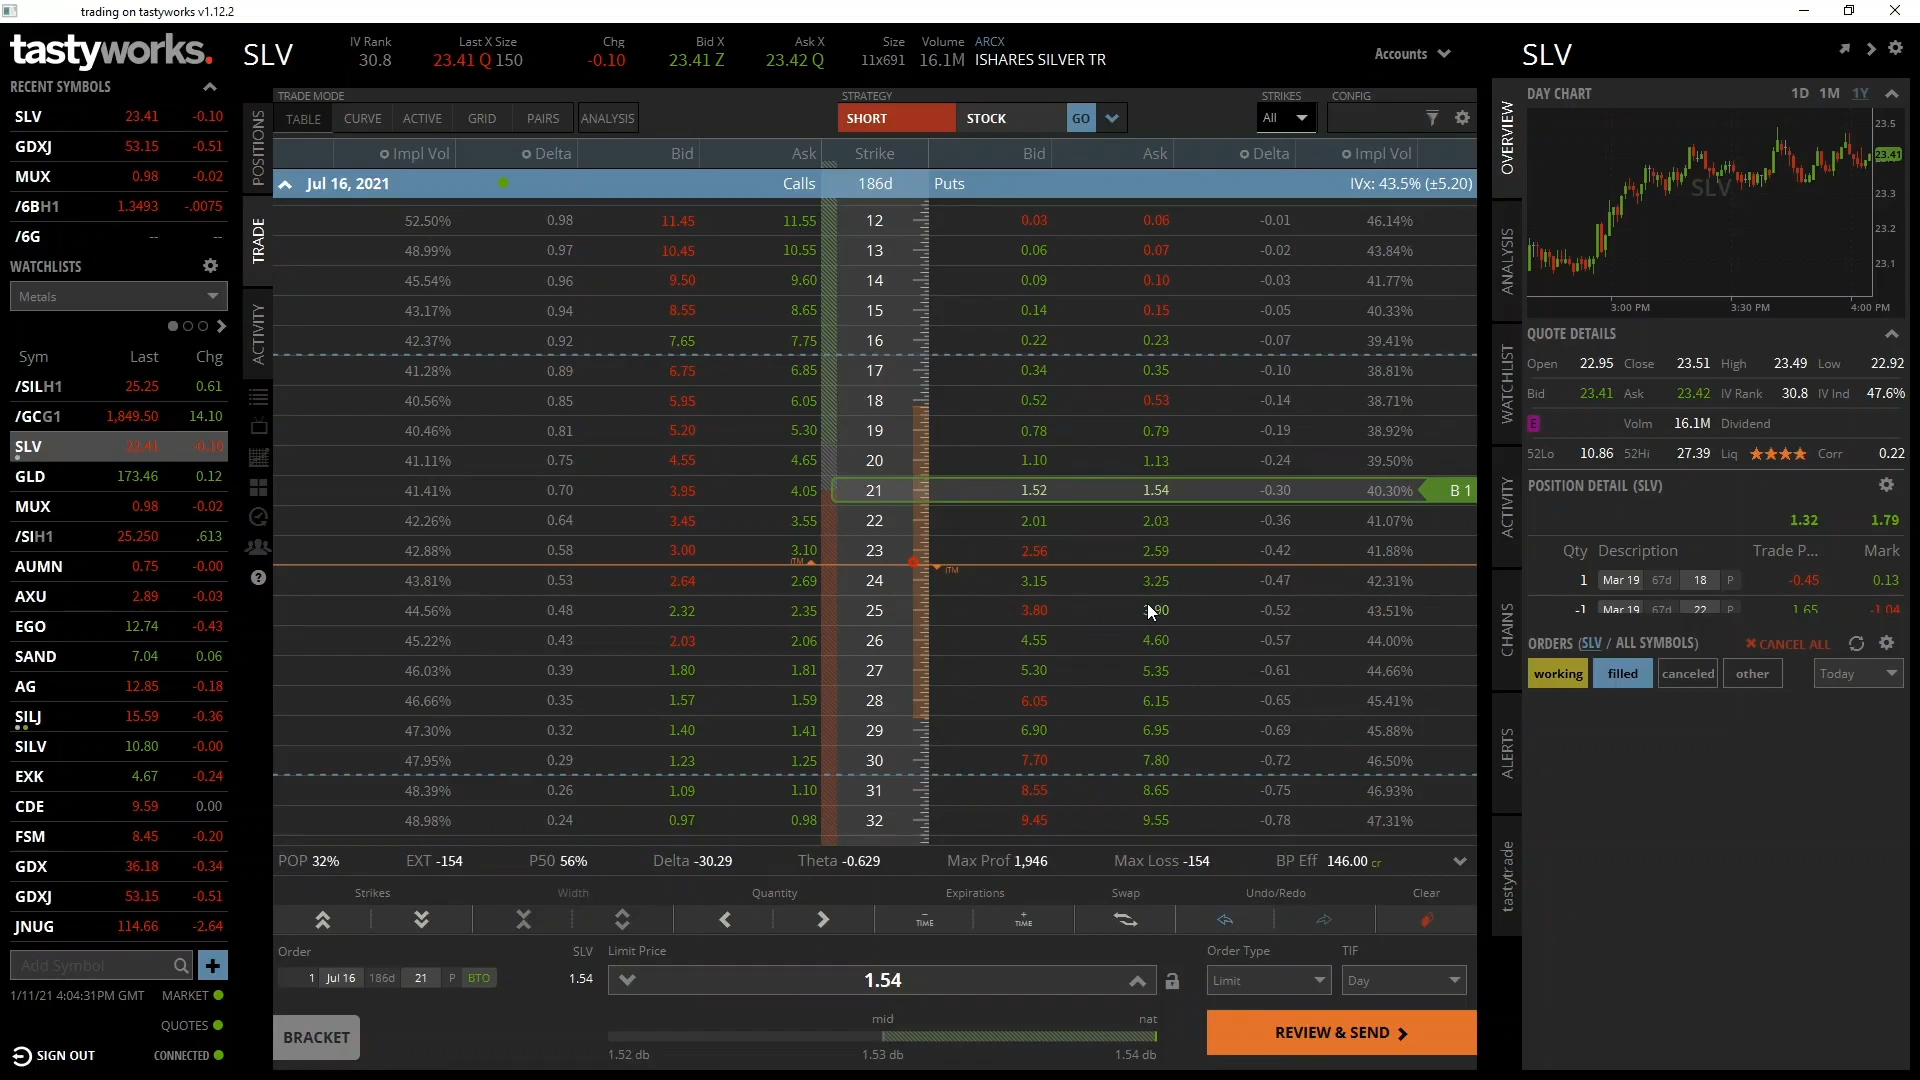 trading on tastyworks v1.12.2
tastyworks.
SLV
IV Rank 30.8
Last X Size 23.41 Q 150
Chg -0.10
Bid X 23.41 Z
Ask X 23.42 Q
Size 11x691
Volume 16.1M
ARCX ISHARES SILVER TR
Accounts
RECENT SYMBOLS
SLV 23.41 -0.10
GDXJ 53.15 -0.51
MUX 0.98 -0.02
/6BH1 1.3493 -.0075
/6G -- --
WATCHLISTS
Metals
Sym Last Chg
/SILH1 25.25 0.61
/GCG1 1,849.50 14.10
SLV 23.41 -0.10
GLD 173.46 0.12
MUX 0.98 -0.02
/SIH1 25.250 .613
AUMN 0.75 -0.00
AXU 2.89 -0.03
EGO 12.74 -0.43
SAND 7.04 0.06
AG 12.85 -0.18
SILJ 15.59 -0.36
SILV 10.80 -0.00
EXK 4.67 -0.24
CDE 9.59 0.00
FSM 8.45 -0.20
GDX 36.18 -0.34
GDXJ 53.15 -0.51
JNUG 114.66 -2.64
Add Symbol
1/11/21 4:04:31PM GMT MARKET
QUOTES
SIGN OUT CONNECTED
POSITIONS
TRADE
ACTIVITY
TRADE MODE
TABLE CURVE ACTIVE GRID PAIRS ANALYSIS
STRATEGY
SHORT STOCK GO
STRIKES
All
CONFIG
Impl Vol Delta Bid Ask Strike Bid Ask Delta Impl Vol
Jul 16, 2021 Calls 186d Puts IVx: 43.5% (±5.20)
52.50% 0.98 11.45 11.55 12 0.03 0.06 -0.01 46.14%
48.99% 0.97 10.45 10.55 13 0.06 0.07 -0.02 43.84%
45.54% 0.96 9.50 9.60 14 0.09 0.10 -0.03 41.77%
43.17% 0.94 8.55 8.65 15 0.14 0.15 -0.05 40.33%
42.37% 0.92 7.65 7.75 16 0.22 0.23 -0.07 39.41%
41.28% 0.89 6.75 6.85 17 0.34 0.35 -0.10 38.81%
40.56% 0.85 5.95 6.05 18 0.52 0.53 -0.14 38.71%
40.46% 0.81 5.20 5.30 19 0.78 0.79 -0.19 38.92%
41.11% 0.75 4.55 4.65 20 1.10 1.13 -0.24 39.50%
41.41% 0.70 3.95 4.05 21 1.52 1.54 -0.30 40.30% B 1
42.26% 0.64 3.45 3.55 22 2.01 2.03 -0.36 41.07%
42.88% 0.58 3.00 3.10 23 2.56 2.59 -0.42 41.88%
ITM ITM
43.81% 0.53 2.64 2.69 24 3.15 3.25 -0.47 42.31%
44.56% 0.48 2.32 2.35 25 3.80 3.90 -0.52 43.51%
45.22% 0.43 2.03 2.06 26 4.55 4.60 -0.57 44.00%
46.03% 0.39 1.80 1.81 27 5.30 5.35 -0.61 44.66%
46.66% 0.35 1.57 1.59 28 6.05 6.15 -0.65 45.41%
47.30% 0.32 1.40 1.41 29 6.90 6.95 -0.69 45.88%
47.95% 0.29 1.23 1.25 30 7.70 7.80 -0.72 46.50%
48.39% 0.26 1.09 1.10 31 8.55 8.65 -0.75 46.93%
48.98% 0.24 0.97 0.98 32 9.45 9.55 -0.78 47.31%
POP 32% EXT -154 P50 56% Delta -30.29 Theta -0.629 Max Prof 1,946 Max Loss -154 BP Eff 146.00 cr
Strikes Width Quantity Expirations Swap Undo/Redo Clear
TIME TIME
Order SLV Limit Price Order Type TIF
1 Jul 16 186d 21 P BTO 1.54 1.54 Limit Day
BRACKET
mid nat
1.52 db 1.53 db 1.54 db
REVIEW & SEND
OVERVIEW
ANALYSIS
WATCHLIST
ACTIVITY
CHAINS
ALERTS
tastytrade
SLV
DAY CHART 1D 1M 1Y
SLV
23.5
23.41
23.3
23.2
23.1
3:00 PM 3:30 PM 4:00 PM
QUOTE DETAILS
Open 22.95 Close 23.51 High 23.49 Low 22.92
Bid 23.41 Ask 23.42 IV Rank 30.8 IV Ind 47.6%
E Volm 16.1M Dividend
52Lo 10.86 52Hi 27.39 Liq Corr 0.22
POSITION DETAIL (SLV)
1.32 1.79
Qty Description Trade P... Mark
1 Mar 19 67d 18 P -0.45 0.13
-1 Mar 19 67d 22 P 1.65 -1.04
ORDERS (SLV / ALL SYMBOLS) CANCEL ALL
working filled canceled other Today